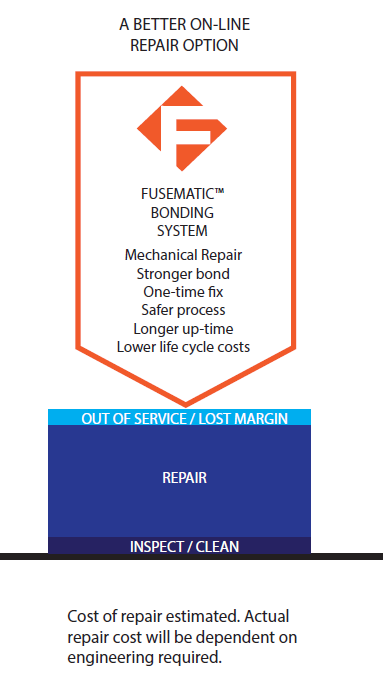 A BETTER ON-LINE
REPAIR OPTION
FUSEMATIC™
BONDING
SYSTEM
Mechanical Repair
Stronger bond
One-time fix
Safer process
Longer up-time
Lower life cycle costs
OUT OF SERVICE / LOST MARGIN
REPAIR
INSPECT / CLEAN
Cost of repair estimated. Actual
repair cost will be dependent on
engineering required.